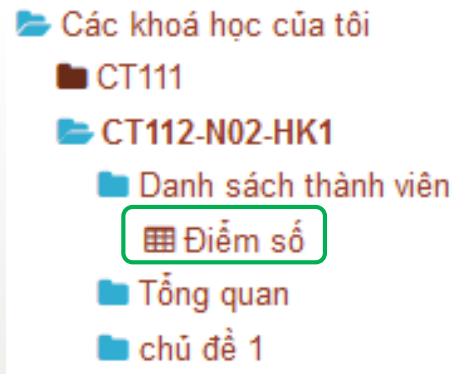 Các khoá học của tôi
CT111
CT112-N02-HK1
Danh sách thành viên
Điểm số
Tổng quan
chủ đề 1